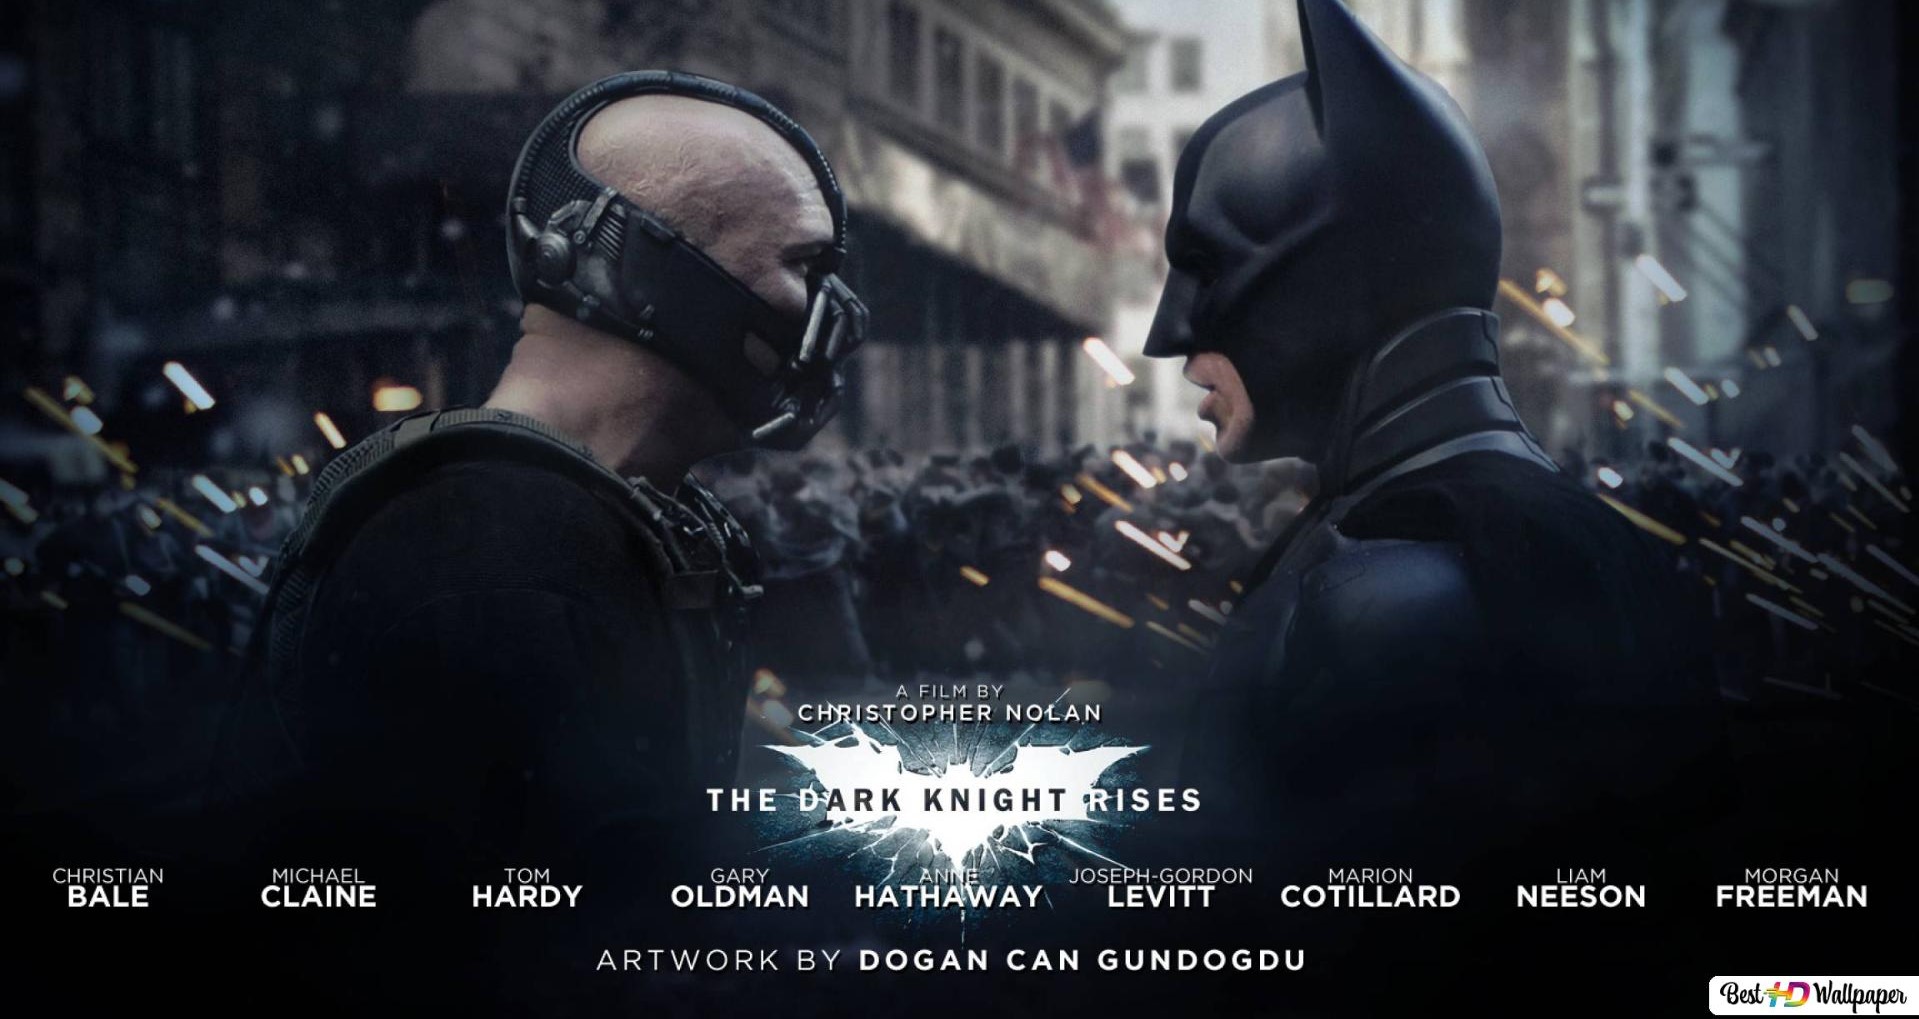 A FILM BY
CHRISTOPHER NOLAN
THE DARK KNIGHT RISES
CHRISTIAN
BALE
MICHAEL
CLAINE
TOM
HARDY
GARY
OLDMAN
ANNE
HATHAWAY
JOSEPH-GORDON
LEVITT
MARION
COTILLARD
LIAM
NEESON
MORGAN
FREEMAN
ARTWORK BY DOGAN CAN GUNDOGDU
Best HD Wallpaper